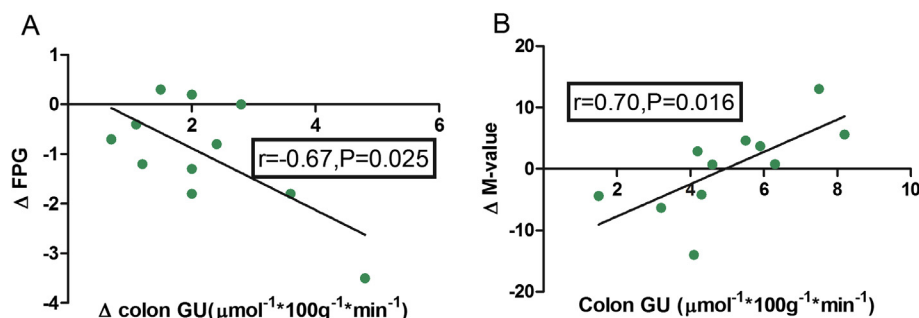 A
Δ FPG
1
0
-1
-2
-3
-4
2
4
6
r=-0.67,P=0.025
Δ colon GU(μmol⁻¹*100g⁻¹*min⁻¹)
B
Δ M-value
20
10
0
-10
-20
2
4
6
8
10
r=0.70,P=0.016
Colon GU (μmol⁻¹*100g⁻¹*min⁻¹)